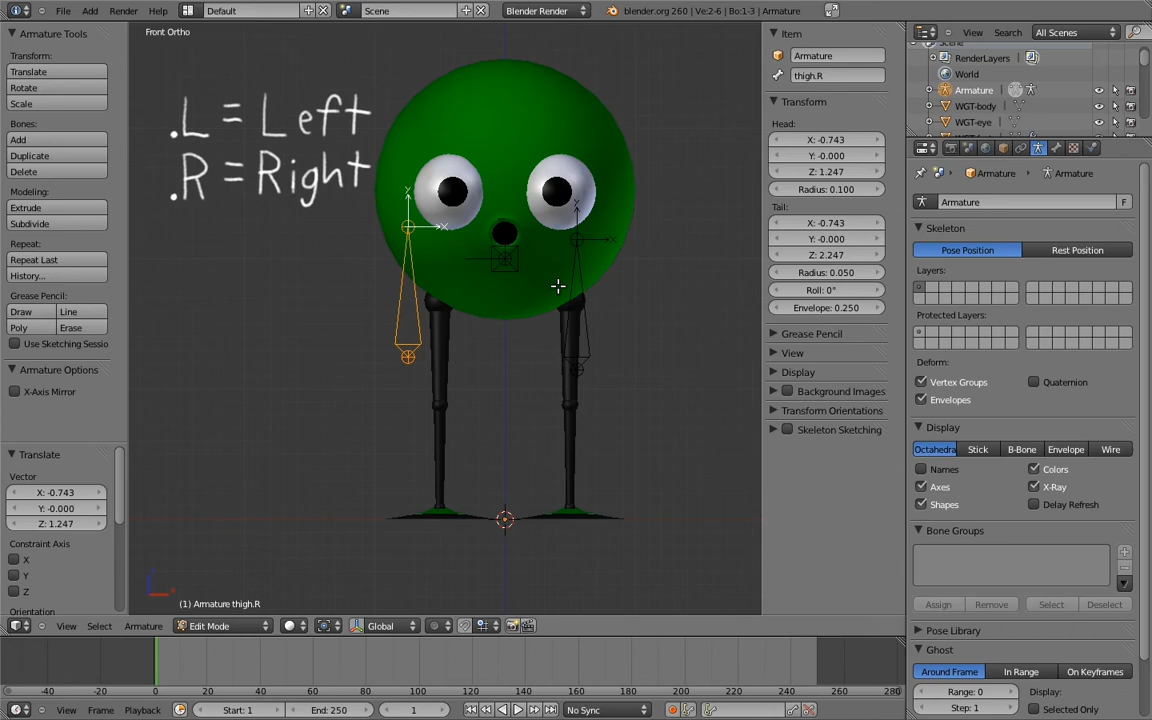 File Add Render Help Default Scene Blender Render blender.org 260 | Ve:2-6 | Bo:1-3 | Armature
Armature Tools
Transform:
Translate
Rotate
Scale
Bones:
Add
Duplicate
Delete
Modeling:
Extrude
Subdivide
Repeat:
Repeat Last
History...
Grease Pencil:
Draw Line
Poly Erase
Use Sketching Sessio
Armature Options
X-Axis Mirror
Translate
Vector
X: -0.743
Y: -0.000
Z: 1.247
Constraint Axis
X
Y
Z
Orientation
Front Ortho
.L = Left
.R = Right
(1) Armature thigh.R
View Select Armature Edit Mode Global
Item
Armature
thigh.R
Transform
Head:
X: -0.743
Y: -0.000
Z: 1.247
Radius: 0.100
Tail:
X: -0.743
Y: -0.000
Z: 2.247
Radius: 0.050
Roll: 0°
Envelope: 0.250
Grease Pencil
View
Display
Background Images
Transform Orientations
Skeleton Sketching
View Search All Scenes
RenderLayers
World
Armature
WGT-body
WGT-eye
Armature Armature
Armature F
Skeleton
Pose Position Rest Position
Layers:
Protected Layers:
Deform:
Vertex Groups Quaternion
Envelopes
Display
Octahedra Stick B-Bone Envelope Wire
Names Colors
Axes X-Ray
Shapes Delay Refresh
Bone Groups
Assign Remove Select Deselect
Pose Library
Ghost
Around Frame In Range On Keyframes
Range: 0 Display:
Step: 1 Selected Only
-40 -20 0 20 40 60 80 100 120 140 160 180 200 220 240 260 280
View Frame Playback Start: 1 End: 250 1 No Sync